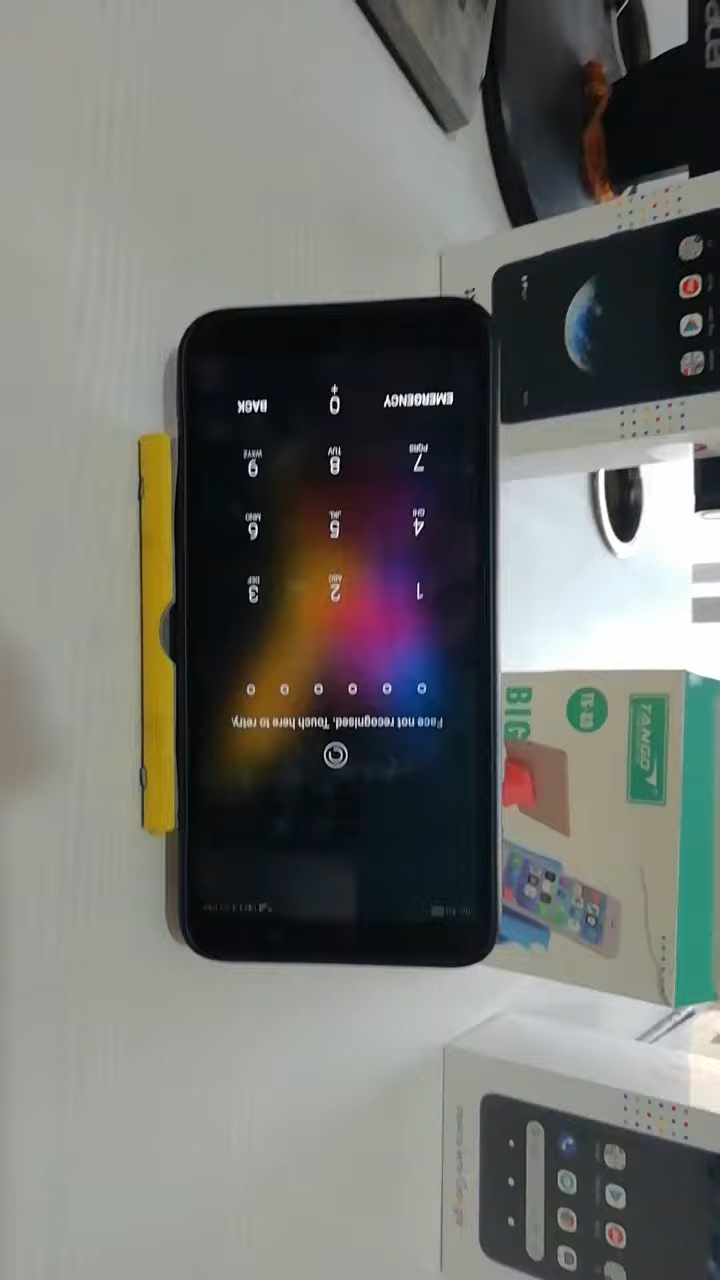 Face not recognised. Touch here to retry.
1
2 ABC
3 DEF
4 GHI
5 JKL
6 MNO
7 PQRS
8 TUV
9 WXYZ
EMERGENCY
0 +
BACK
TANGO
BIG